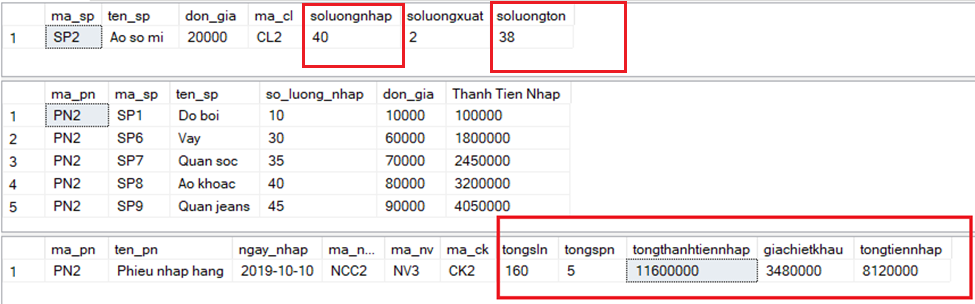 ma_sp ten_sp don_gia ma_cl soluongnhap soluongxuat soluongton
1 SP2 Ao so mi 20000 CL2 40 2 38
ma_pn ma_sp ten_sp so_luong_nhap don_gia Thanh Tien Nhap
1 PN2 SP1 Do boi 10 10000 100000
2 PN2 SP6 Vay 30 60000 1800000
3 PN2 SP7 Quan soc 35 70000 2450000
4 PN2 SP8 Ao khoac 40 80000 3200000
5 PN2 SP9 Quan jeans 45 90000 4050000
ma_pn ten_pn ngay_nhap ma_n... ma_nv ma_ck tongsln tongspn tongthanhtiennhap giachietkhau tongtiennhap
1 PN2 Phieu nhap hang 2019-10-10 NCC2 NV3 CK2 160 5 11600000 3480000 8120000